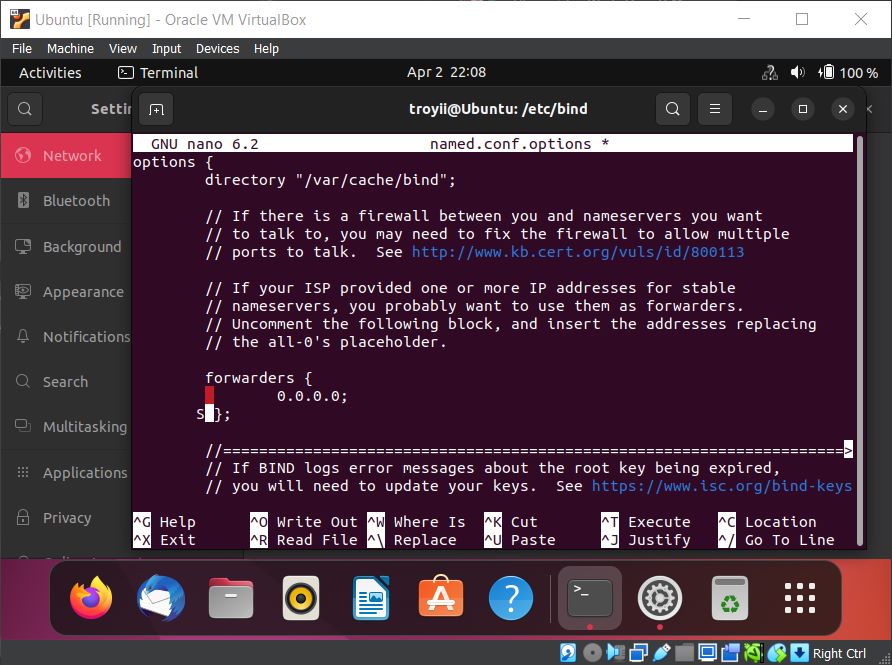 Ubuntu [Running] - Oracle VM VirtualBox
File Machine View Input Devices Help
Activities Terminal Apr 2 22:08 100 %
troyii@Ubuntu: /etc/bind
Network
Bluetooth
Background
Appearance
Notifications
Search
Multitasking
Applications
Privacy
GNU nano 6.2 named.conf.options *
options {
directory "/var/cache/bind";
// If there is a firewall between you and nameservers you want
// to talk to, you may need to fix the firewall to allow multiple
// ports to talk.  See http://www.kb.cert.org/vuls/id/800113
// If your ISP provided one or more IP addresses for stable
// nameservers, you probably want to use them as forwarders.
// Uncomment the following block, and insert the addresses replacing
// the all-0's placeholder.
forwarders {
0.0.0.0;
S };
//=====================================================================>
// If BIND logs error messages about the root key being expired,
// you will need to update your keys.  See https://www.isc.org/bind-keys
^G Help ^O Write Out ^W Where Is ^K Cut ^T Execute ^C Location
^X Exit ^R Read File ^\ Replace ^U Paste ^J Justify ^/ Go To Line
Right Ctrl